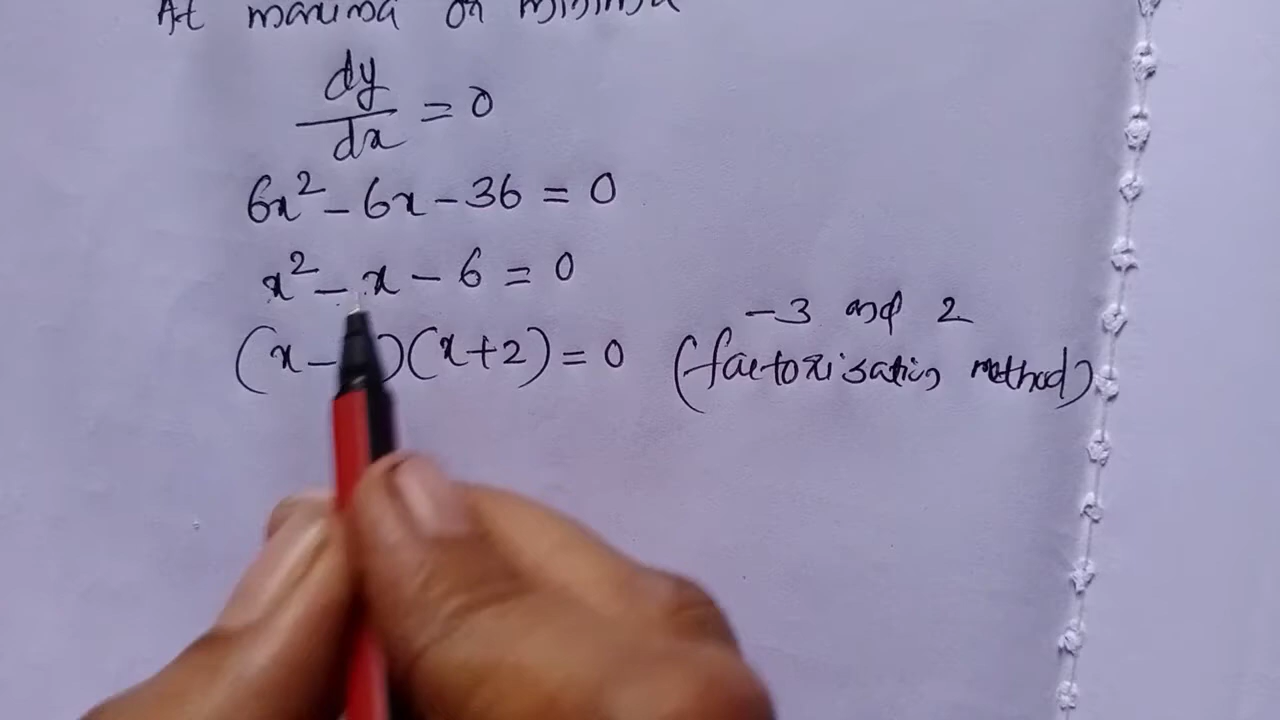 At maxima or minima
dy/dx = 0
6x² - 6x - 36 = 0
x² - x - 6 = 0
-3 and 2
(x - )(x+2) = 0 (factorisation method)